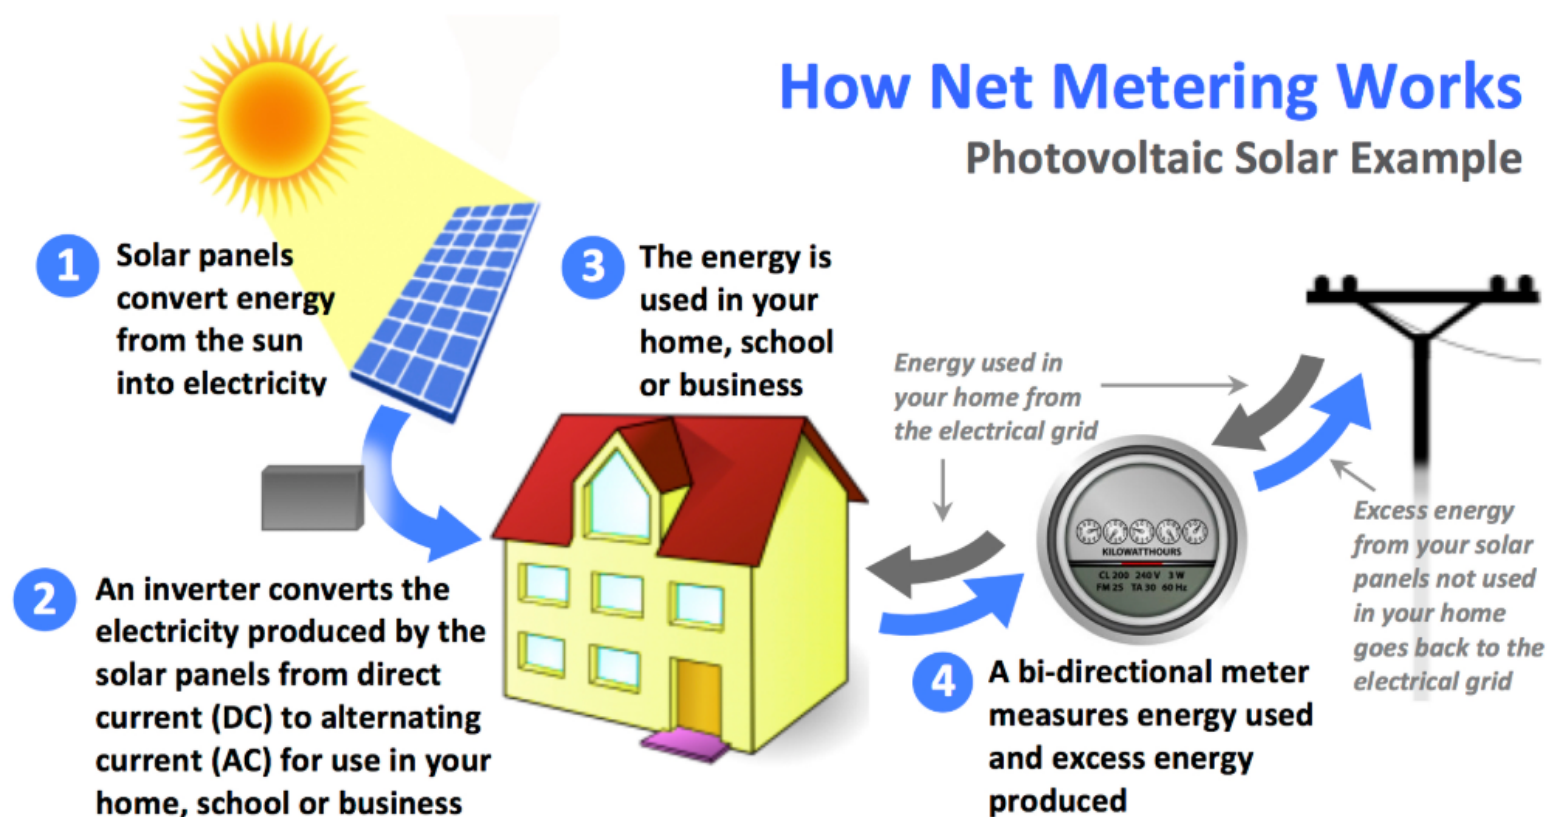 How Net Metering Works
Photovoltaic Solar Example
1
Solar panels
convert energy
from the sun
into electricity
2
An inverter converts the
electricity produced by the
solar panels from direct
current (DC) to alternating
current (AC) for use in your
home, school or business
3
The energy is
used in your
home, school
or business
Energy used in
your home from
the electrical grid
KILOWATTHOURS
CL 200 240 V 3 W
FM 25 TA 30 60 Hz
4
A bi-directional meter
measures energy used
and excess energy
produced
Excess energy
from your solar
panels not used
in your home
goes back to the
electrical grid